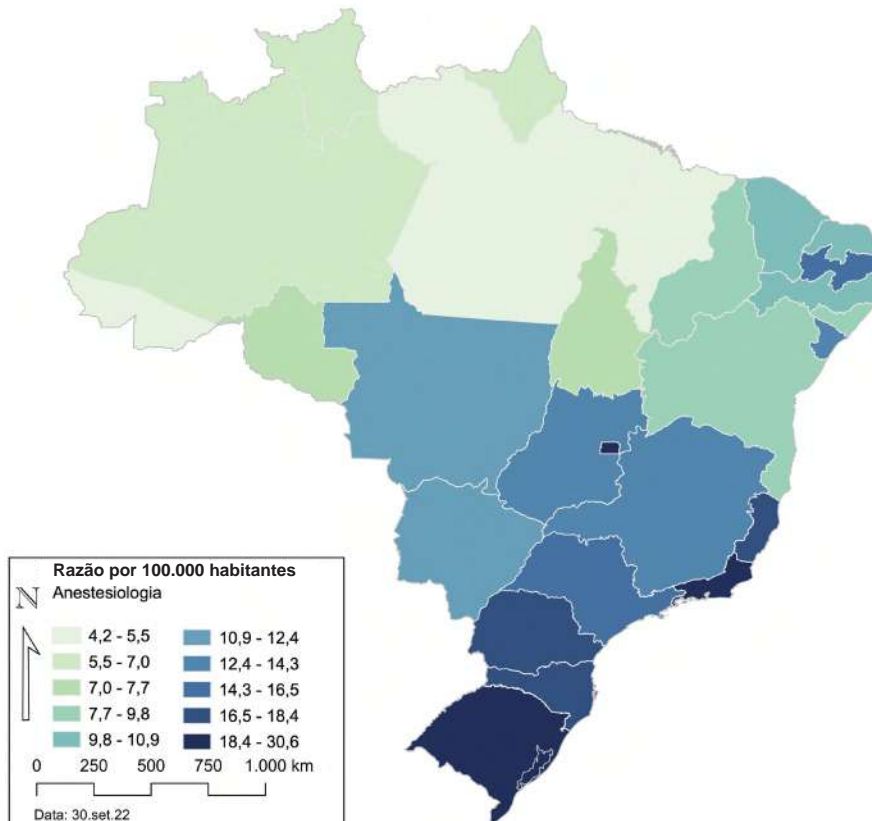 Razão por 100.000 habitantes
N Anestesiologia
4,2 - 5,5
5,5 - 7,0
7,0 - 7,7
7,7 - 9,8
9,8 - 10,9
10,9 - 12,4
12,4 - 14,3
14,3 - 16,5
16,5 - 18,4
18,4 - 30,6
0 250 500 750 1.000 km
Data: 30.set.22